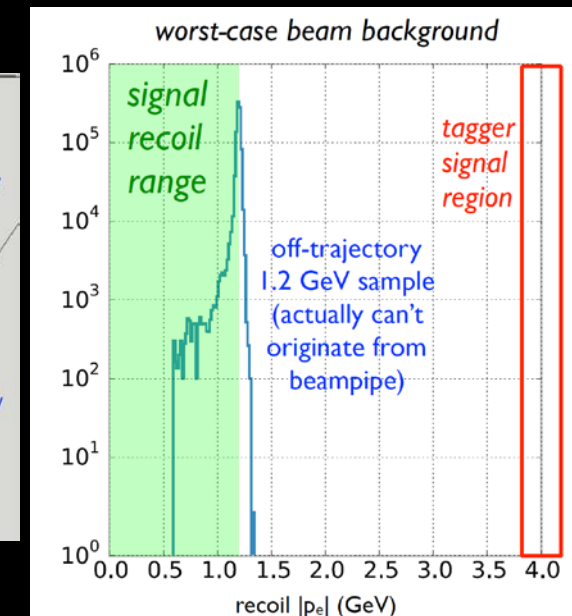 worst-case beam background
10^6
10^5
10^4
10^3
10^2
10^1
10^0
signal
recoil
range
tagger
signal
region
off-trajectory
1.2 GeV sample
(actually can't
originate from
beampipe)
0.0 0.5 1.0 1.5 2.0 2.5 3.0 3.5 4.0
recoil |pₑ| (GeV)